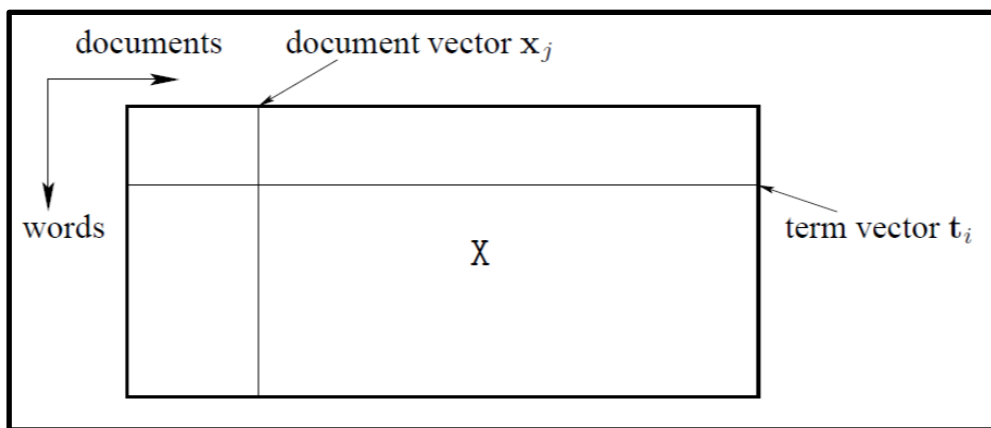 documents
document vector x_j
words
term vector t_i
X